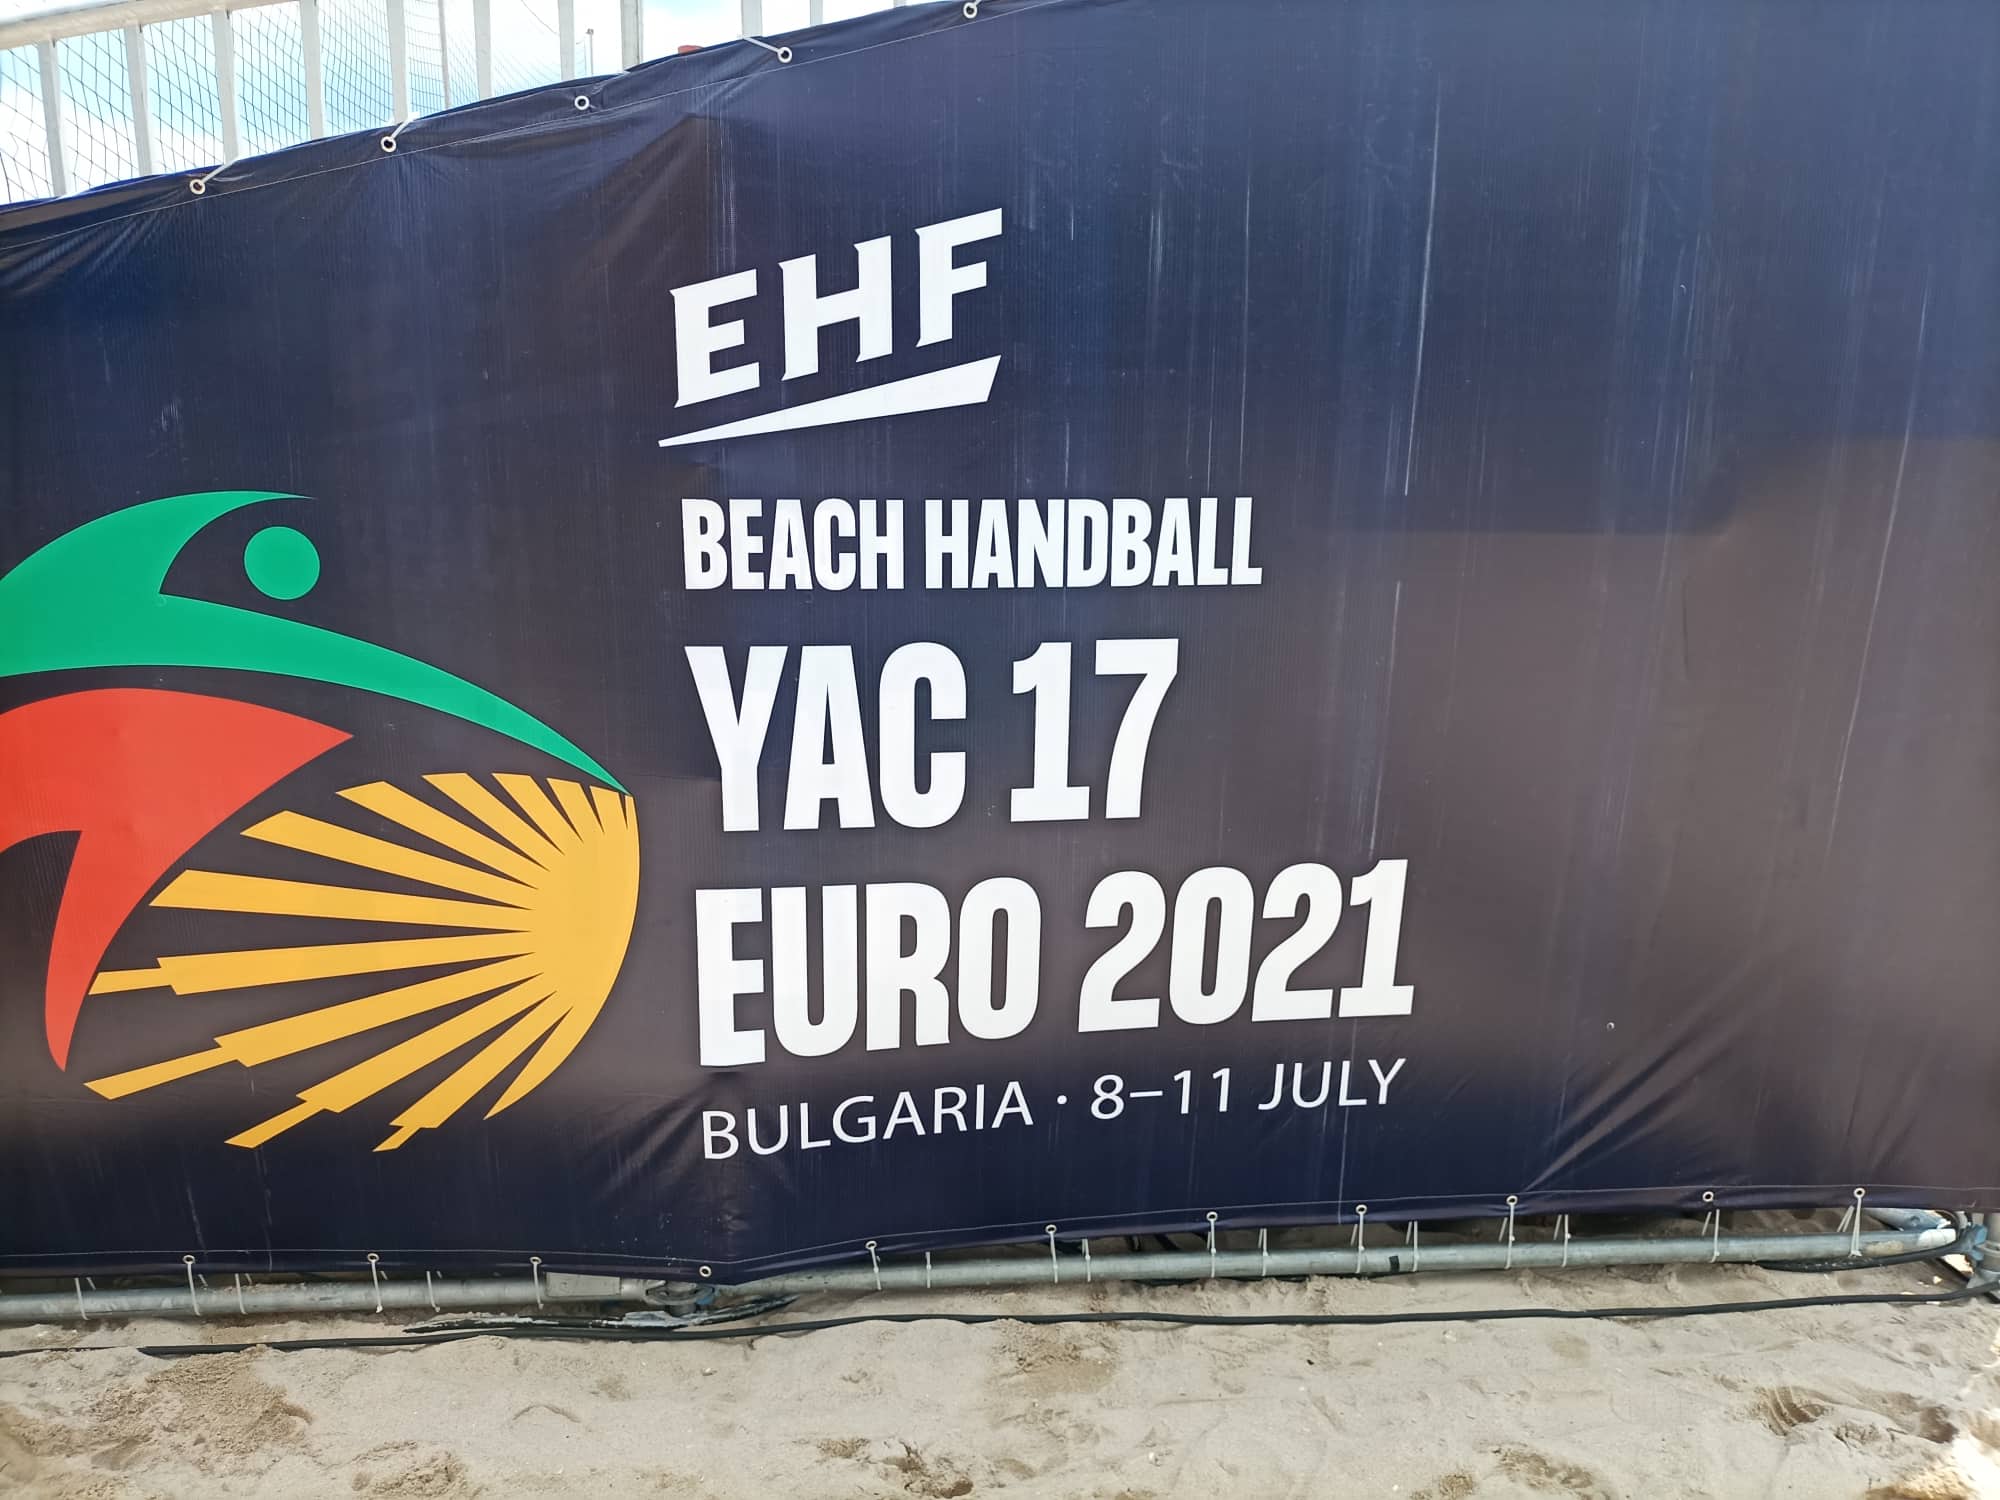 EHF
BEACH HANDBALL
YAC 17
EURO 2021
BULGARIA · 8–11 JULY